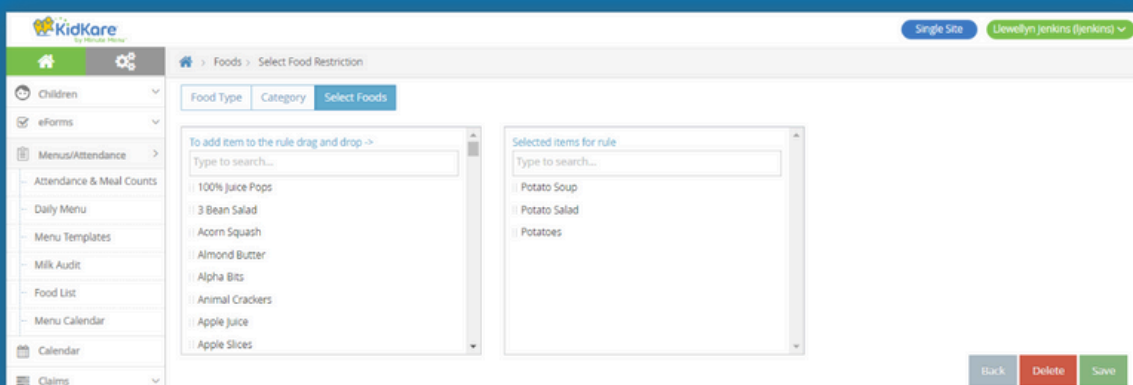 KidKare
by Minute Menu
Single Site
Llewellyn Jenkins (ljenkins)
> Foods > Select Food Restriction
Children
eForms
Menus/Attendance >
Attendance & Meal Counts
Daily Menu
Menu Templates
Milk Audit
Food List
Menu Calendar
Calendar
Claims
Food Type
Category
Select Foods
To add item to the rule drag and drop ->
Type to search...
100% Juice Pops
3 Bean Salad
Acorn Squash
Almond Butter
Alpha Bits
Animal Crackers
Apple Juice
Apple Slices
Selected items for rule
Type to search...
Potato Soup
Potato Salad
Potatoes
Back
Delete
Save